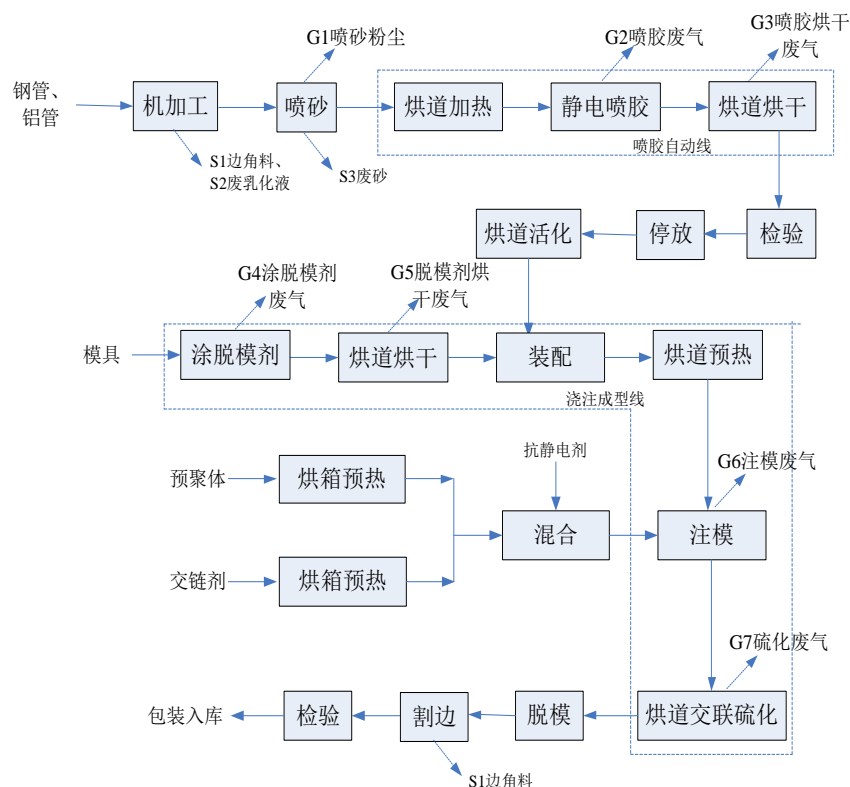 G1喷砂粉尘
G2喷胶废气
G3喷胶烘干
废气
钢管、
铝管
机加工
喷砂
烘道加热
静电喷胶
烘道烘干
喷胶自动线
S1边角料、
S2废乳化液
S3废砂
烘道活化
停放
检验
G4涂脱模剂
废气
G5脱模剂烘
干废气
模具
涂脱模剂
烘道烘干
装配
烘道预热
浇注成型线
抗静电剂
G6注模废气
预聚体
烘箱预热
混合
注模
交链剂
烘箱预热
G7硫化废气
包装入库
检验
割边
脱模
烘道交联硫化
S1边角料